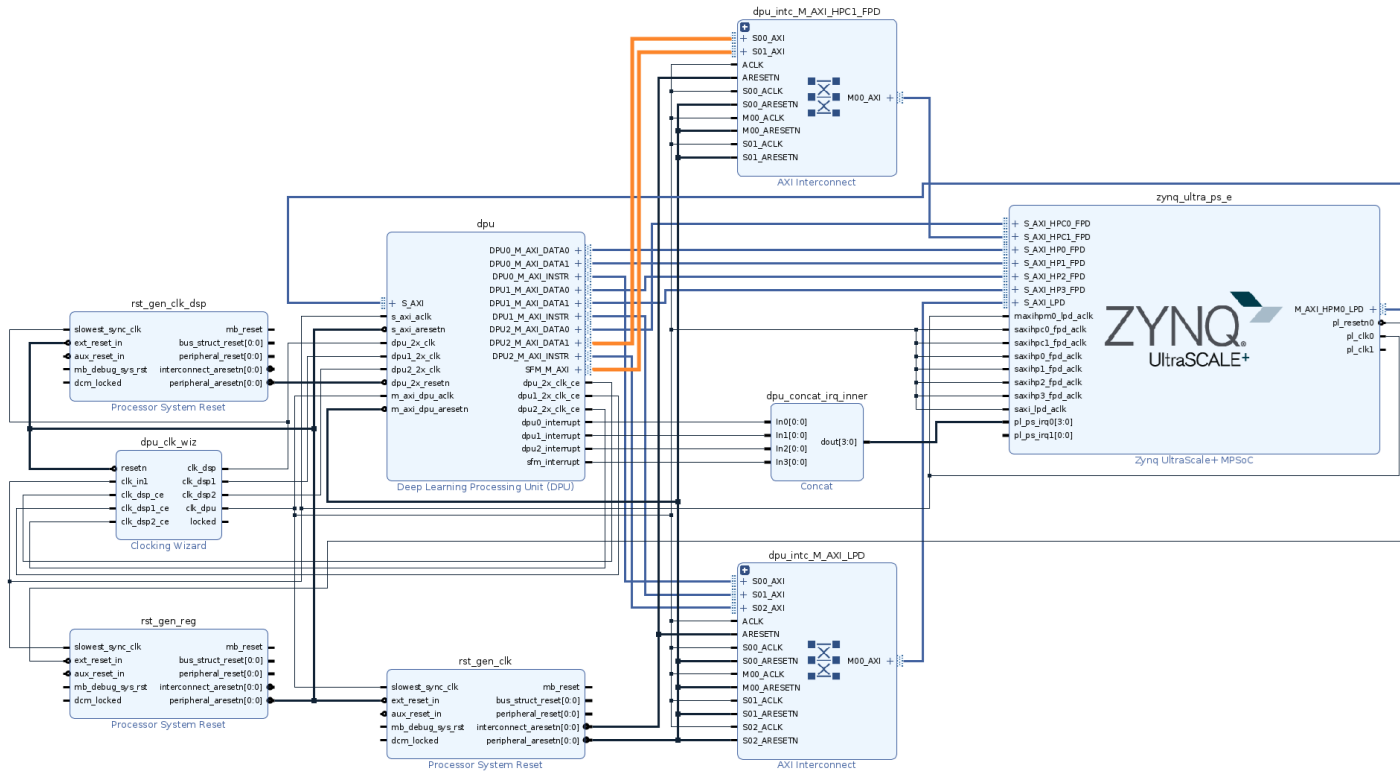 dpu_intc_M_AXI_HPC1_FPD
S00_AXI
S01_AXI
ACLK
ARESETN
S00_ACLK
S00_ARESETN
M00_ACLK
M00_ARESETN
S01_ACLK
S01_ARESETN
M00_AXI
AXI Interconnect
zynq_ultra_ps_e
S_AXI_HPC0_FPD
S_AXI_HPC1_FPD
S_AXI_HP0_FPD
S_AXI_HP1_FPD
S_AXI_HP2_FPD
S_AXI_HP3_FPD
S_AXI_LPD
maxihpm0_lpd_aclk
saxihpc0_fpd_aclk
saxihpc1_fpd_aclk
saxihp0_fpd_aclk
saxihp1_fpd_aclk
saxihp2_fpd_aclk
saxihp3_fpd_aclk
saxi_lpd_aclk
pl_ps_irq0[3:0]
pl_ps_irq1[0:0]
ZYNQ.
UltraSCALE+
M_AXI_HPM0_LPD
pl_resetn0
pl_clk0
pl_clk1
Zynq UltraScale+ MPSoC
dpu
S_AXI
s_axi_aclk
s_axi_aresetn
dpu_2x_clk
dpu1_2x_clk
dpu2_2x_clk
dpu_2x_resetn
m_axi_dpu_aclk
m_axi_dpu_aresetn
DPU0_M_AXI_DATA0
DPU0_M_AXI_DATA1
DPU0_M_AXI_INSTR
DPU1_M_AXI_DATA0
DPU1_M_AXI_DATA1
DPU1_M_AXI_INSTR
DPU2_M_AXI_DATA0
DPU2_M_AXI_DATA1
DPU2_M_AXI_INSTR
SFM_M_AXI
dpu_2x_clk_ce
dpu1_2x_clk_ce
dpu2_2x_clk_ce
dpu0_interrupt
dpu1_interrupt
dpu2_interrupt
sfm_interrupt
Deep Learning Processing Unit (DPU)
rst_gen_clk_dsp
slowest_sync_clk
ext_reset_in
aux_reset_in
mb_debug_sys_rst
dcm_locked
mb_reset
bus_struct_reset[0:0]
peripheral_reset[0:0]
interconnect_aresetn[0:0]
peripheral_aresetn[0:0]
Processor System Reset
dpu_concat_irq_inner
In0[0:0]
In1[0:0]
In2[0:0]
In3[0:0]
dout[3:0]
Concat
dpu_clk_wiz
resetn
clk_in1
clk_dsp_ce
clk_dsp1_ce
clk_dsp2_ce
clk_dsp
clk_dsp1
clk_dsp2
clk_dpu
locked
Clocking Wizard
dpu_intc_M_AXI_LPD
S00_AXI
S01_AXI
S02_AXI
ACLK
ARESETN
S00_ACLK
S00_ARESETN
M00_ACLK
M00_ARESETN
S01_ACLK
S01_ARESETN
S02_ACLK
S02_ARESETN
M00_AXI
AXI Interconnect
rst_gen_reg
slowest_sync_clk
ext_reset_in
aux_reset_in
mb_debug_sys_rst
dcm_locked
mb_reset
bus_struct_reset[0:0]
peripheral_reset[0:0]
interconnect_aresetn[0:0]
peripheral_aresetn[0:0]
Processor System Reset
rst_gen_clk
slowest_sync_clk
ext_reset_in
aux_reset_in
mb_debug_sys_rst
dcm_locked
mb_reset
bus_struct_reset[0:0]
peripheral_reset[0:0]
interconnect_aresetn[0:0]
peripheral_aresetn[0:0]
Processor System Reset